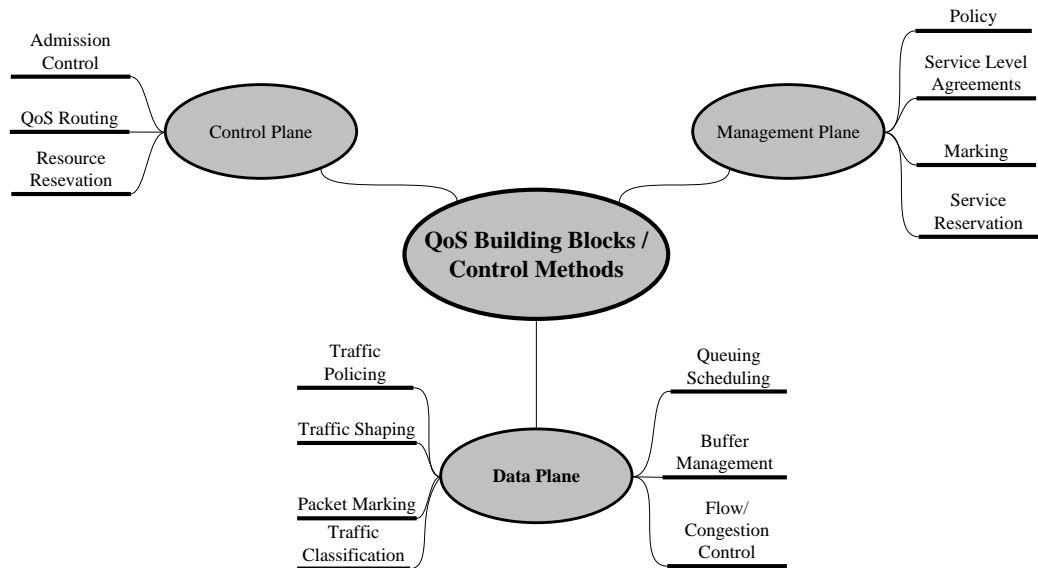 Admission
Control
QoS Routing
Resource
Resevation
Control Plane
Management Plane
Policy
Service Level
Agreements
Marking
Service
Reservation
QoS Building Blocks /
Control Methods
Traffic
Policing
Traffic Shaping
Packet Marking
Traffic
Classification
Data Plane
Queuing
Scheduling
Buffer
Management
Flow/
Congestion
Control